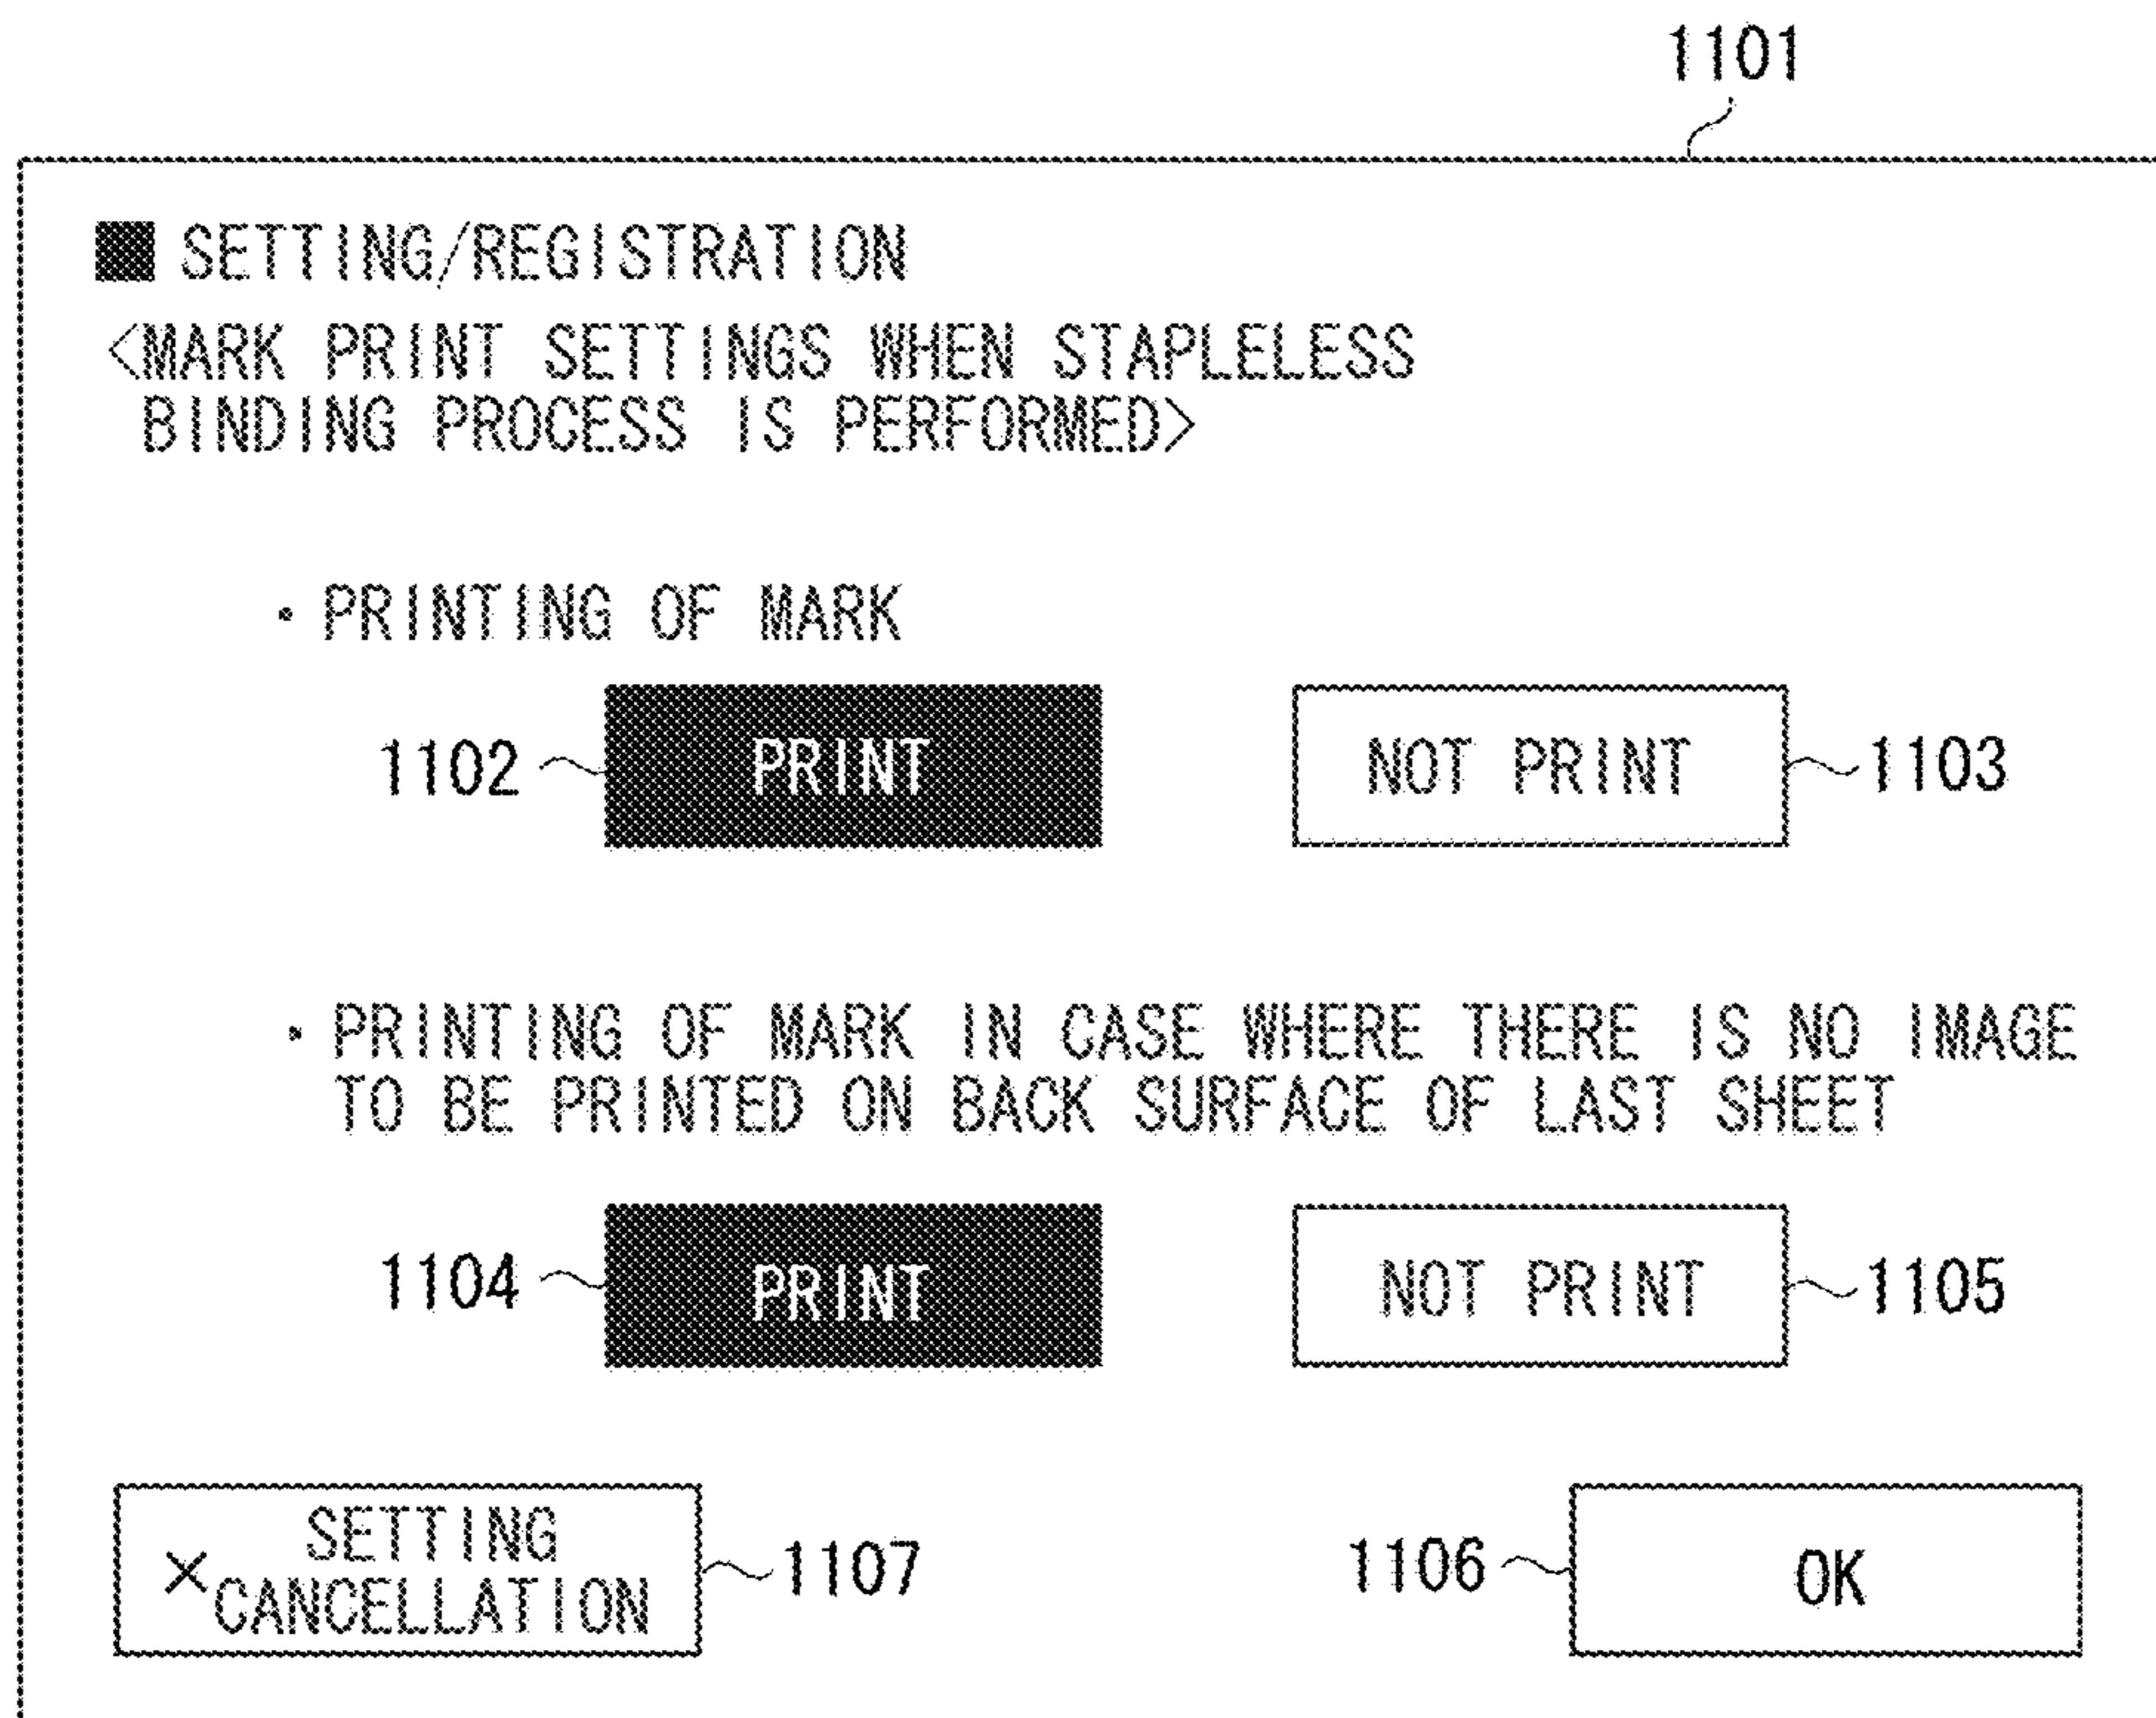 1101
■ SETTING/REGISTRATION
<MARK PRINT SETTINGS WHEN STAPLELESS
BINDING PROCESS IS PERFORMED>
・PRINTING OF MARK
1102 PRINT NOT PRINT 1103
・PRINTING OF MARK IN CASE WHERE THERE IS NO IMAGE
TO BE PRINTED ON BACK SURFACE OF LAST SHEET
1104 PRINT NOT PRINT 1105
SETTING
×CANCELLATION 1107 1106 OK